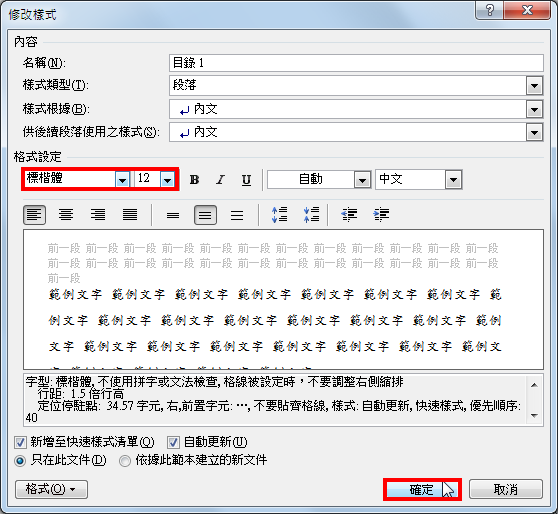 修改樣式
內容
名稱(N): 目錄 1
樣式類型(T): 段落
樣式根據(B): 內文
供後續段落使用之樣式(S): 內文
格式設定
標楷體 12 B I U 自動 中文
前一段 前一段 前一段 前一段 前一段 前一段 前一段 前一段 前一段 前一段 前一段 前一段
前一段 前一段 前一段 前一段 前一段 前一段 前一段 前一段 前一段 前一段 前一段 前一段
前一段
範例文字 範例文字 範例文字 範例文字 範例文字 範例文字 範例文字 範
例文字 範例文字 範例文字 範例文字 範例文字 範例文字 範例文字 範例
文字 範例文字 範例文字 範例文字 範例文字 範例文字 範例文字 範例文
字型: 標楷體, 不使用拼字或文法檢查, 格線被設定時，不要調整右側縮排
行距: 1.5 倍行高
定位停駐點: 34.57 字元, 右,前置字元: …, 不要貼齊格線, 樣式: 自動更新, 快速樣式, 優先順序:
40
新增至快速樣式清單(Q) 自動更新(U)
只在此文件(D) 依據此範本建立的新文件
格式(O) 確定 取消